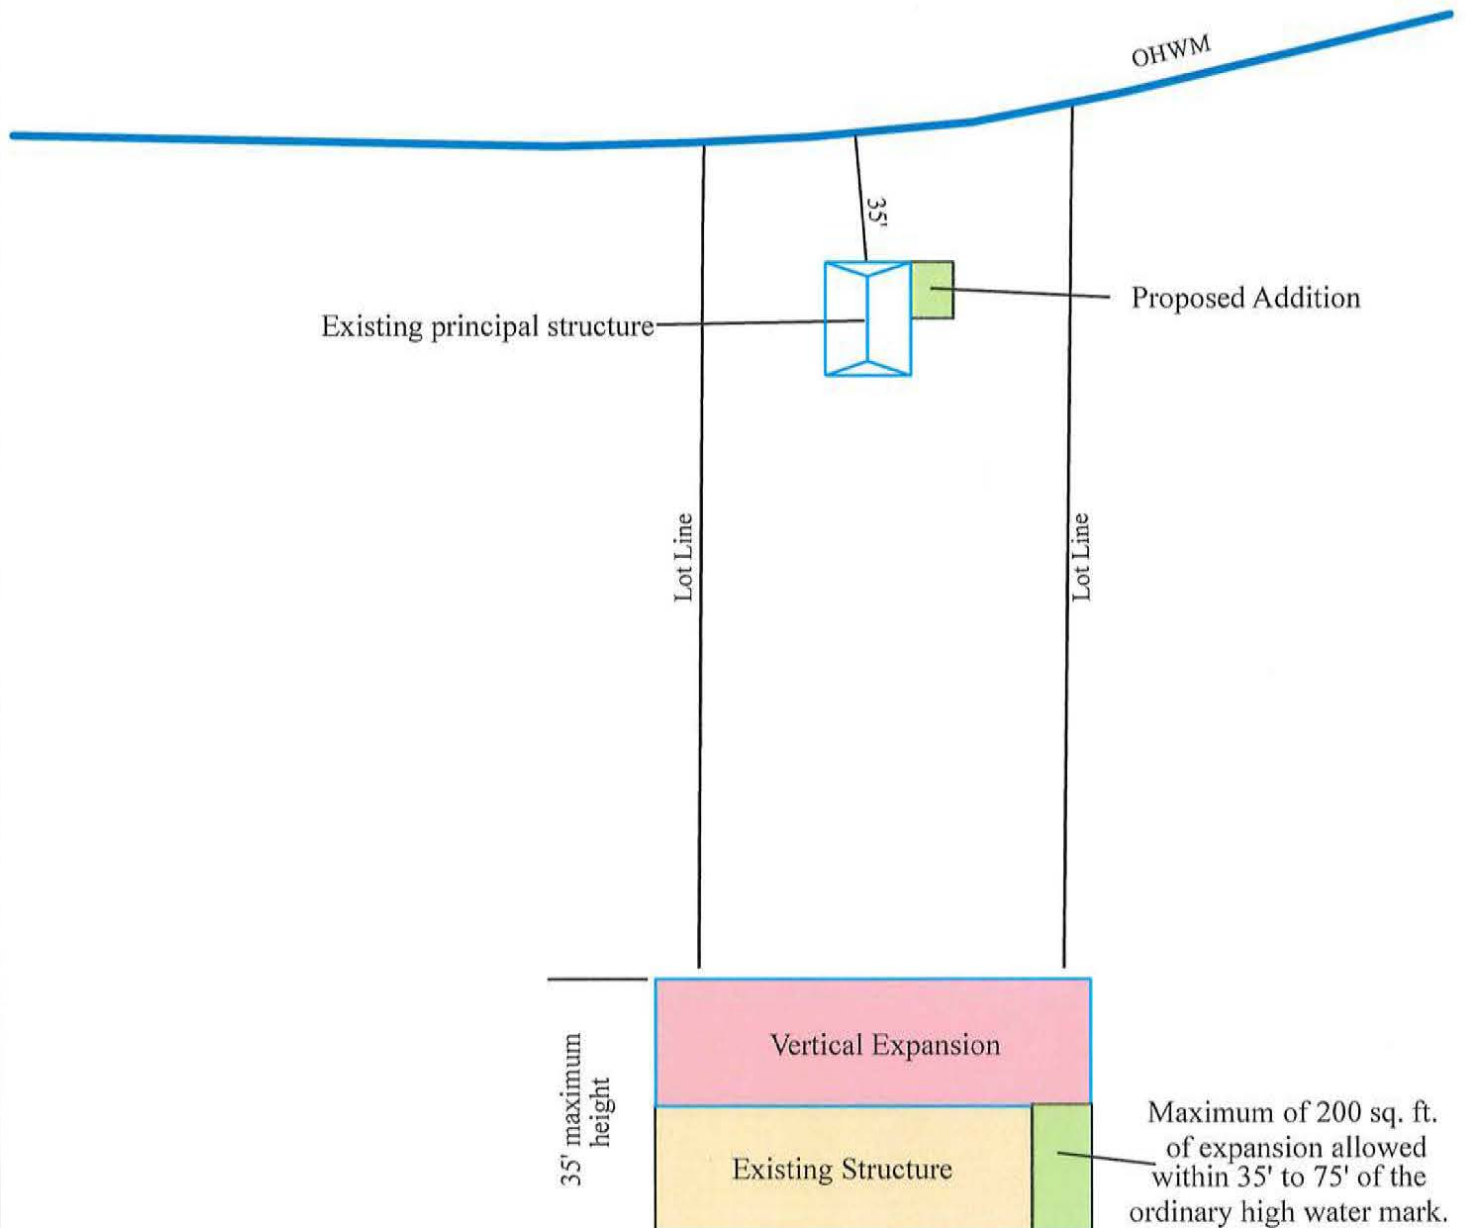 OHWM
35'
Proposed Addition
Existing principal structure
Lot Line
Lot Line
Vertical Expansion
35' maximum
height
Existing Structure
Maximum of 200 sq. ft.
of expansion allowed
within 35' to 75' of the
ordinary high water mark.